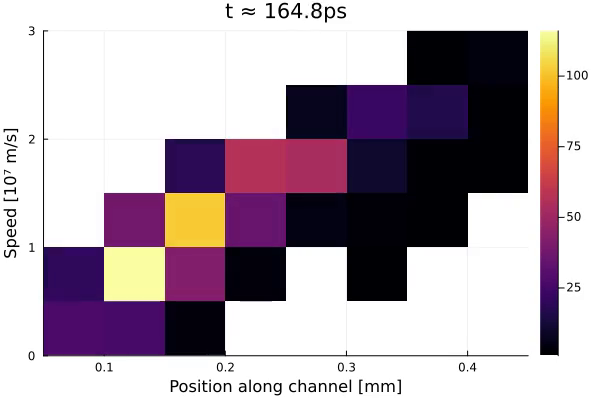 t ≈ 164.8ps
Speed [10⁷ m/s]
3
2
1
0
0.1 0.2 0.3 0.4
Position along channel [mm]
100
75
50
25